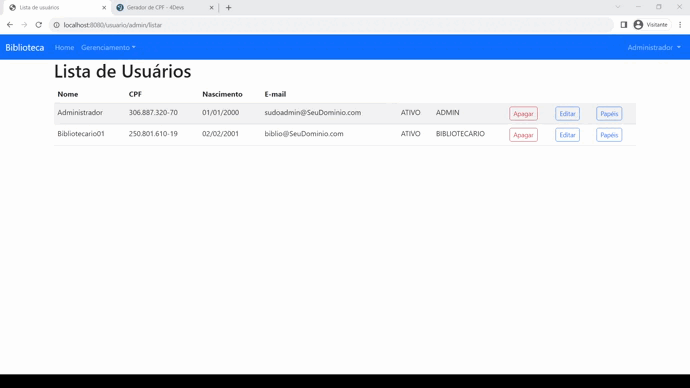 Lista de usuários
Gerador de CPF - 4Devs
localhost:8080/usuario/admin/listar
Visitante
Biblioteca Home Gerenciamento Administrador
Lista de Usuários
Nome CPF Nascimento E-mail
Administrador 306.887.320-70 01/01/2000 sudoadmin@SeuDominio.com ATIVO ADMIN Apagar Editar Papéis
Bibliotecario01 250.801.610-19 02/02/2001 biblio@SeuDominio.com ATIVO BIBLIOTECARIO Apagar Editar Papéis